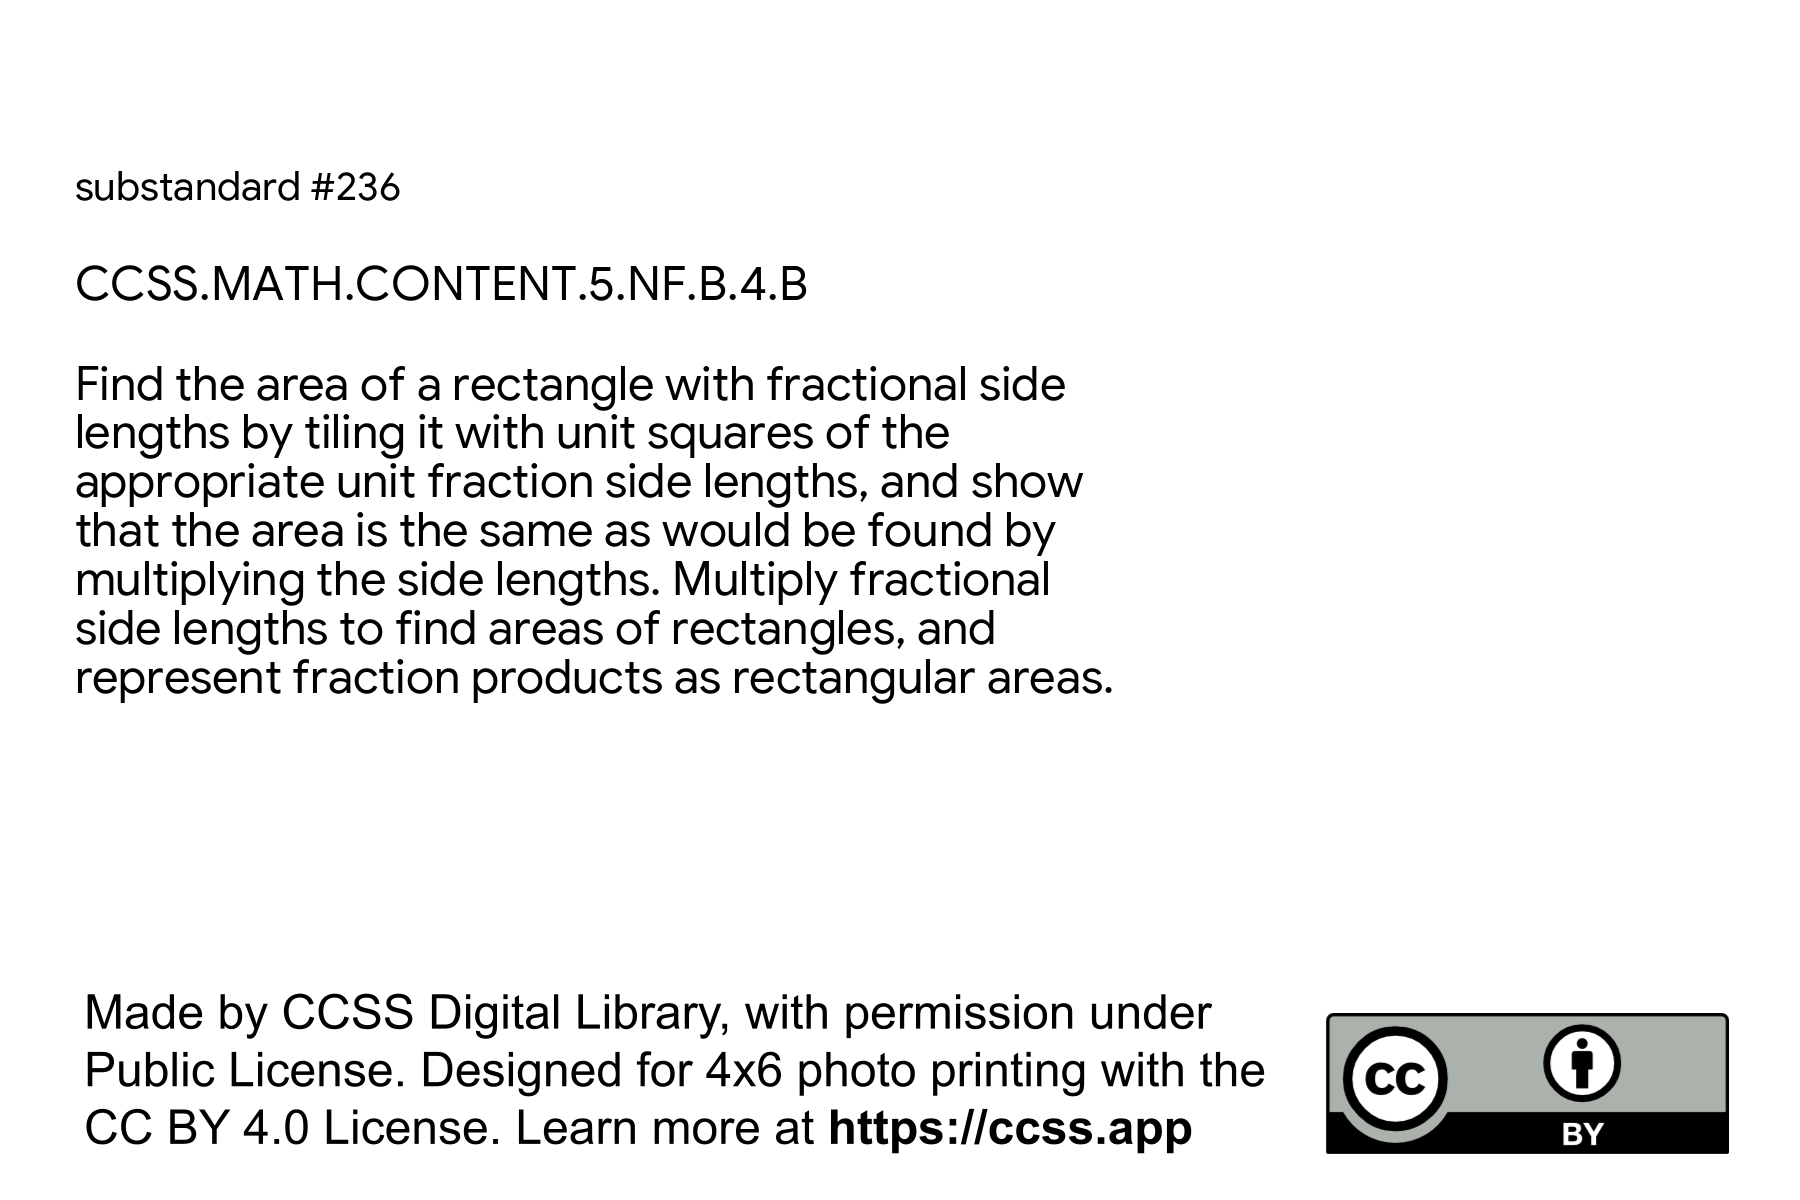 substandard #236
CCSS.MATH.CONTENT.5.NF.B.4.B
Find the area of a rectangle with fractional side
lengths by tiling it with unit squares of the
appropriate unit fraction side lengths, and show
that the area is the same as would be found by
multiplying the side lengths. Multiply fractional
side lengths to find areas of rectangles, and
represent fraction products as rectangular areas.
Made by CCSS Digital Library, with permission under
Public License. Designed for 4x6 photo printing with the
CC BY 4.0 License. Learn more at https://ccss.app
cc
BY